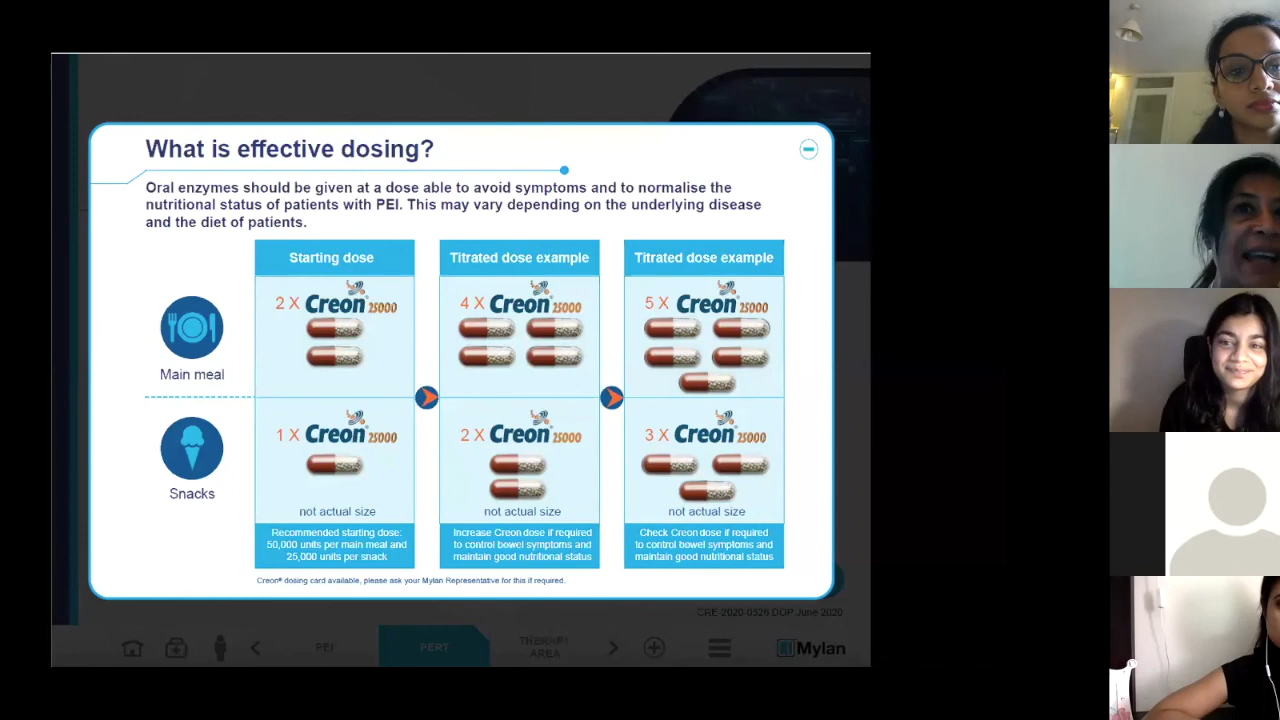 What is effective dosing?
Oral enzymes should be given at a dose able to avoid symptoms and to normalise the
nutritional status of patients with PEI. This may vary depending on the underlying disease
and the diet of patients.
Starting dose
Titrated dose example
Titrated dose example
Main meal
2 X Creon® 25000
4 X Creon® 25000
5 X Creon® 25000
Snacks
1 X Creon® 25000
2 X Creon® 25000
3 X Creon® 25000
not actual size
not actual size
not actual size
Recommended starting dose:
50,000 units per main meal and
25,000 units per snack
Increase Creon dose if required
to control bowel symptoms and
maintain good nutritional status
Check Creon dose if required
to control bowel symptoms and
maintain good nutritional status
Creon® dosing card available, please ask your Mylan Representative for this if required.
CRE-2020-0326 DOP June 2020
PEI
PERT
THERAPY
AREA
Mylan